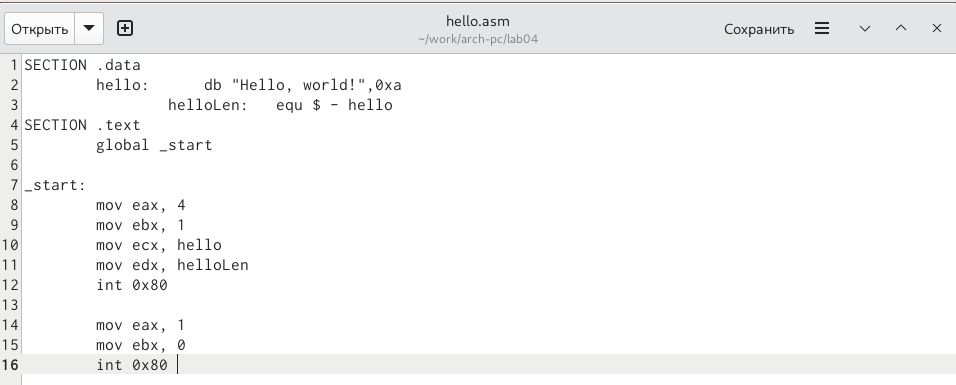 Открыть
hello.asm
~/work/arch-pc/lab04
Сохранить
1 SECTION .data
2 hello: db "Hello, world!",0xa
3 helloLen: equ $ - hello
4 SECTION .text
5 global _start
6
7 _start:
8 mov eax, 4
9 mov ebx, 1
10 mov ecx, hello
11 mov edx, helloLen
12 int 0x80
13
14 mov eax, 1
15 mov ebx, 0
16 int 0x80